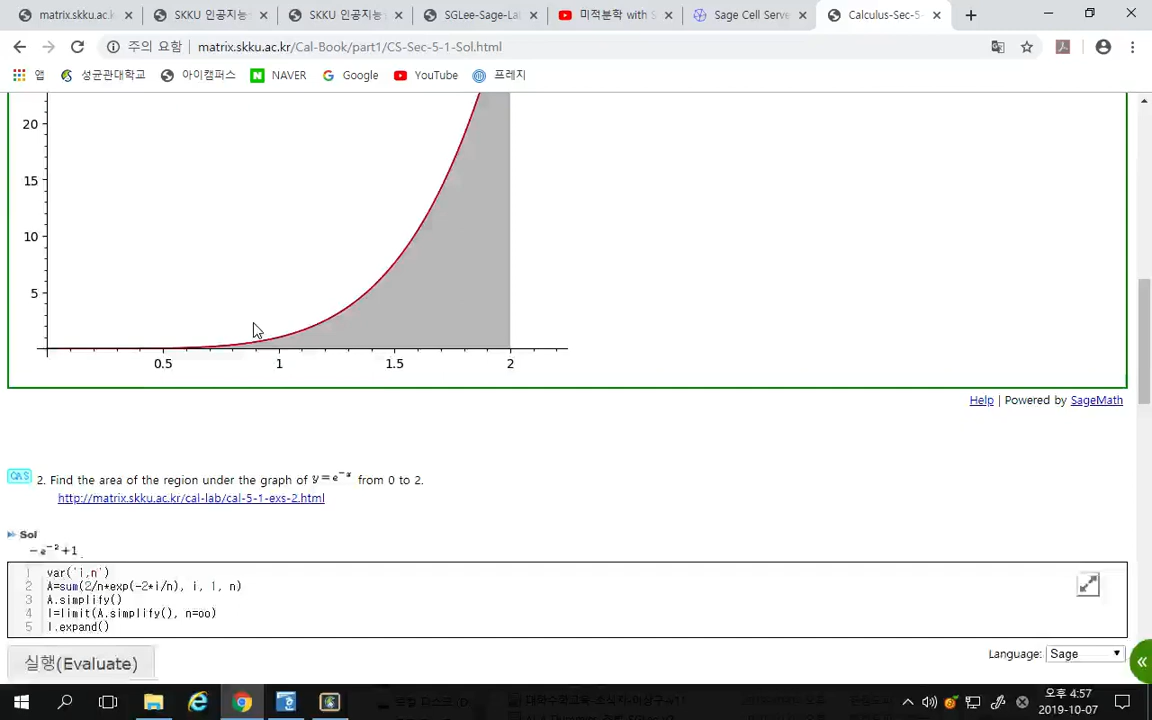 matrix.skku.ac.k
SKKU 인공지능
SKKU 인공지능
SGLee-Sage-La
미적분학 with S
Sage Cell Serve
Calculus-Sec-5-
주의 요함 | matrix.skku.ac.kr/Cal-Book/part1/CS-Sec-5-1-Sol.html
앱 성균관대학교 아이캠퍼스 NAVER Google YouTube 프레지
20
15
10
5
0.5 1 1.5 2
Help | Powered by SageMath
CAS 2. Find the area of the region under the graph of y=e^{-x} from 0 to 2.
http://matrix.skku.ac.kr/cal-lab/cal-5-1-exs-2.html
Sol
-e^{-2}+1.
1 var('i,n')
2 A=sum(2/n*exp(-2*i/n), i, 1, n)
3 A.simplify()
4 l=limit(A.simplify(), n=oo)
5 l.expand()
실행(Evaluate)
Language: Sage
오후 4:57
2019-10-07